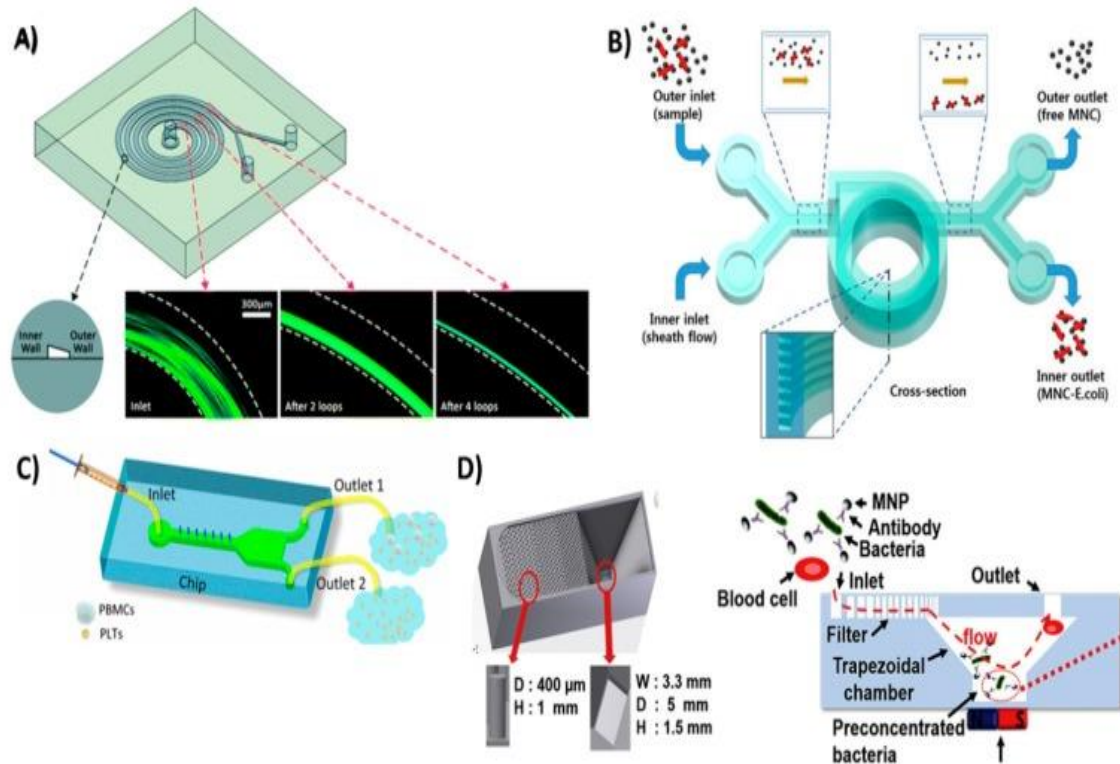 A)
Inner
Wall
Outer
Wall
300μm
Inlet
After 2 loops
After 4 loops
B)
Outer inlet
(sample)
Outer outlet
(free MNC)
Inner inlet
(sheath flow)
Cross-section
Inner outlet
(MNC-E.coli)
C)
Inlet
Outlet 1
Chip
Outlet 2
PBMCs
PLTs
D)
D : 400 μm
H : 1 mm
W : 3.3 mm
D : 5 mm
H : 1.5 mm
MNP
Antibody
Bacteria
Blood cell
Inlet
Outlet
Filter
flow
Trapezoidal
chamber
Preconcentrated
bacteria
S